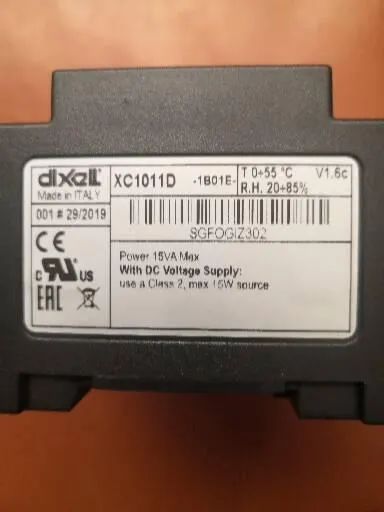 dixell XC1011D -1B01E- T 0÷55 °C V1.6c
Made in ITALY R.H. 20÷85%
001 # 29/2019
SGFOGIZ302
CE
c RU US
EAC
Power 15VA Max
With DC Voltage Supply:
use a Class 2, max 15W source